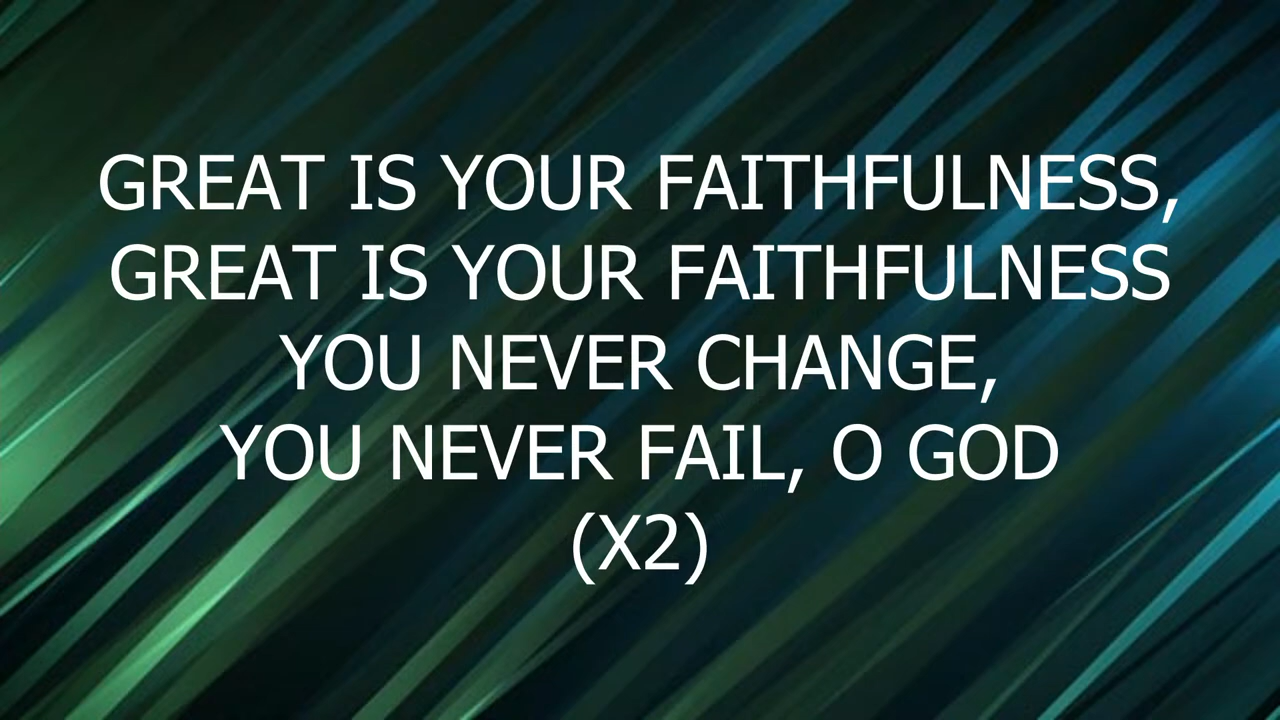 GREAT IS YOUR FAITHFULNESS,
GREAT IS YOUR FAITHFULNESS
YOU NEVER CHANGE,
YOU NEVER FAIL, O GOD
(X2)